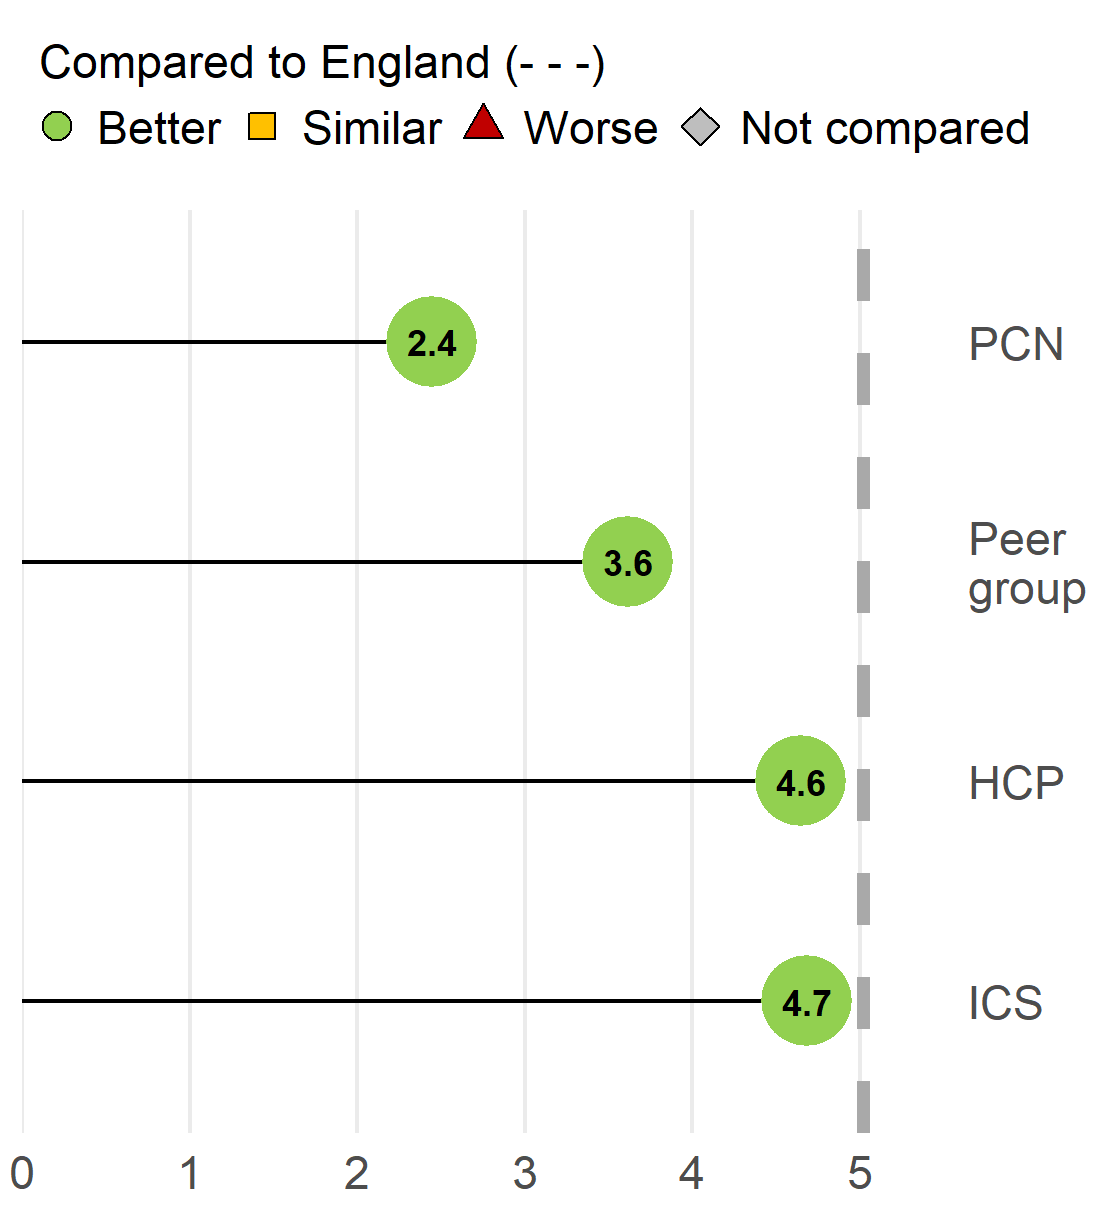 Compared to England (- - -)
Better Similar Worse Not compared
2.4 PCN
3.6 Peer
group
4.6 HCP
4.7 ICS
0 1 2 3 4 5